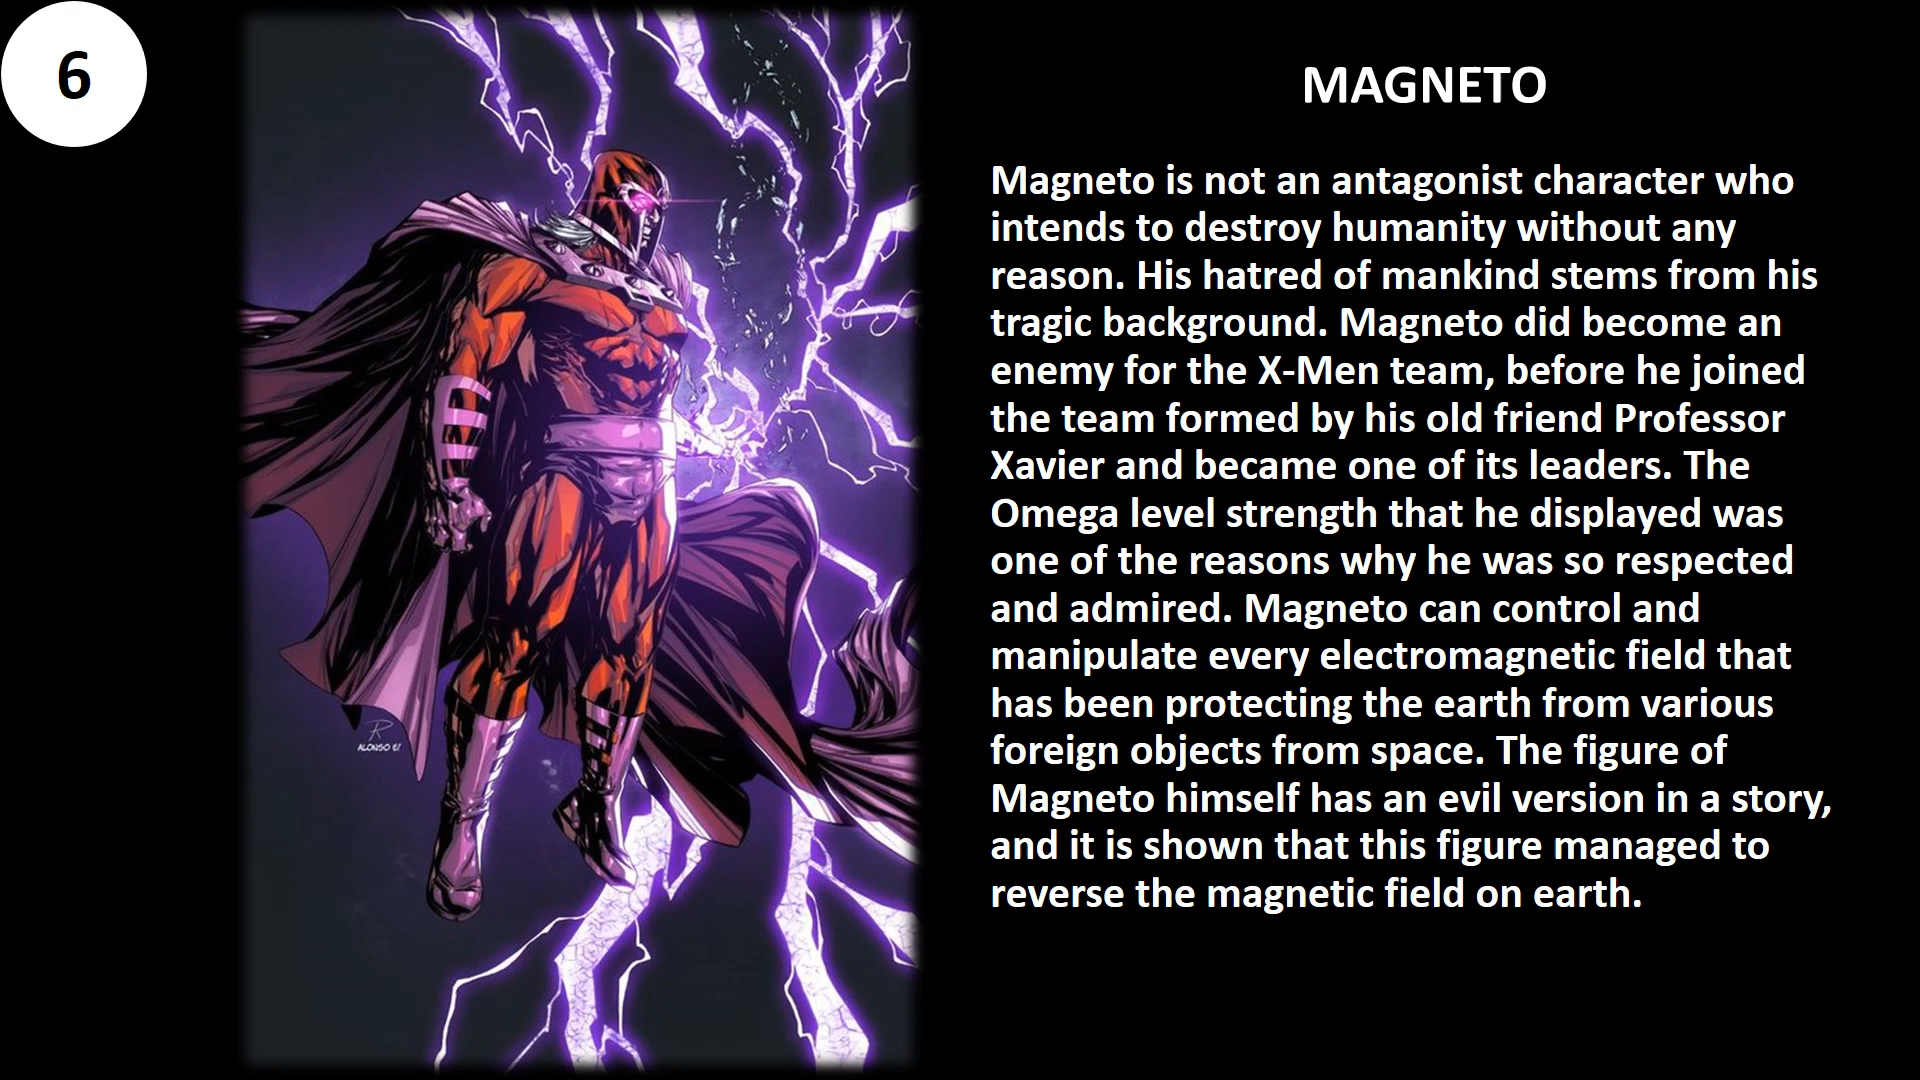 6
MAGNETO
Magneto is not an antagonist character who
intends to destroy humanity without any
reason. His hatred of mankind stems from his
tragic background. Magneto did become an
enemy for the X-Men team, before he joined
the team formed by his old friend Professor
Xavier and became one of its leaders. The
Omega level strength that he displayed was
one of the reasons why he was so respected
and admired. Magneto can control and
manipulate every electromagnetic field that
has been protecting the earth from various
foreign objects from space. The figure of
Magneto himself has an evil version in a story,
and it is shown that this figure managed to
reverse the magnetic field on earth.
ALONSO